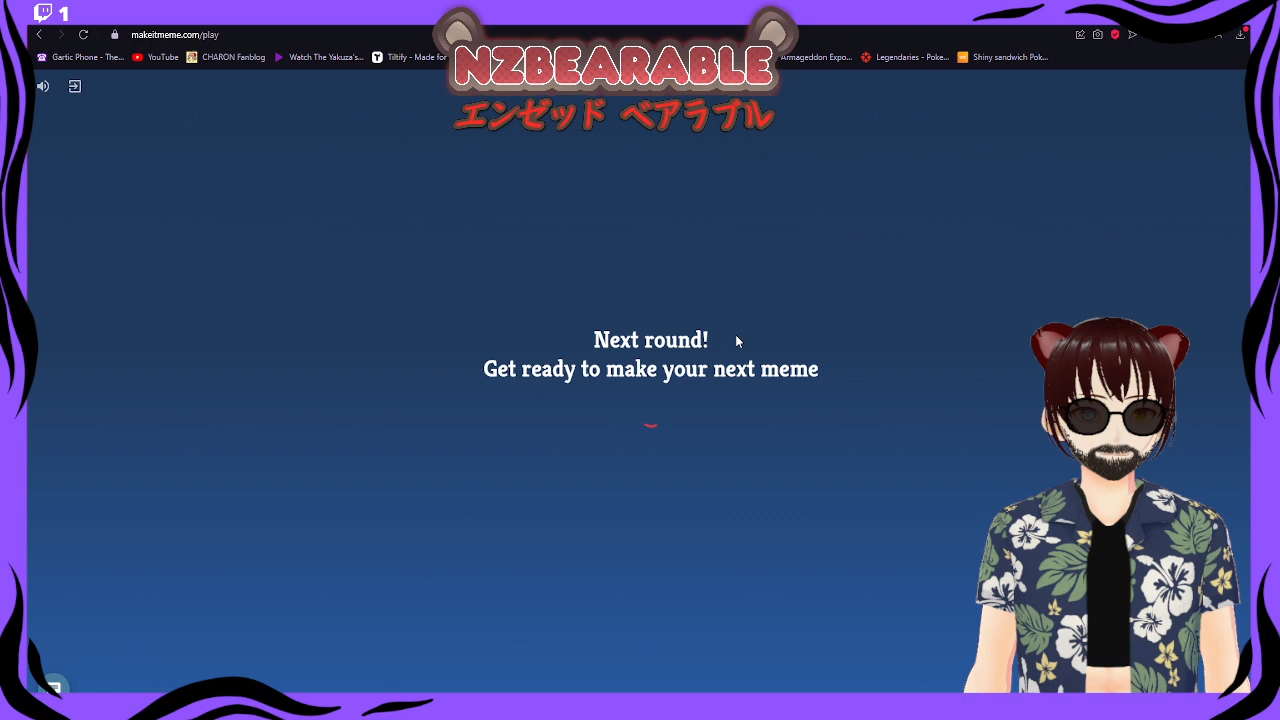 1
makeitmeme.com/play
Gartic Phone - The...
YouTube
CHARON Fanblog
Watch The Yakuza's...
Tiltify - Made for
Armageddon Expo...
Legendaries - Poke...
Shiny sandwich Pok...
NZBEARABLE
エンゼッド ベアラブル
Next round!
Get ready to make your next meme